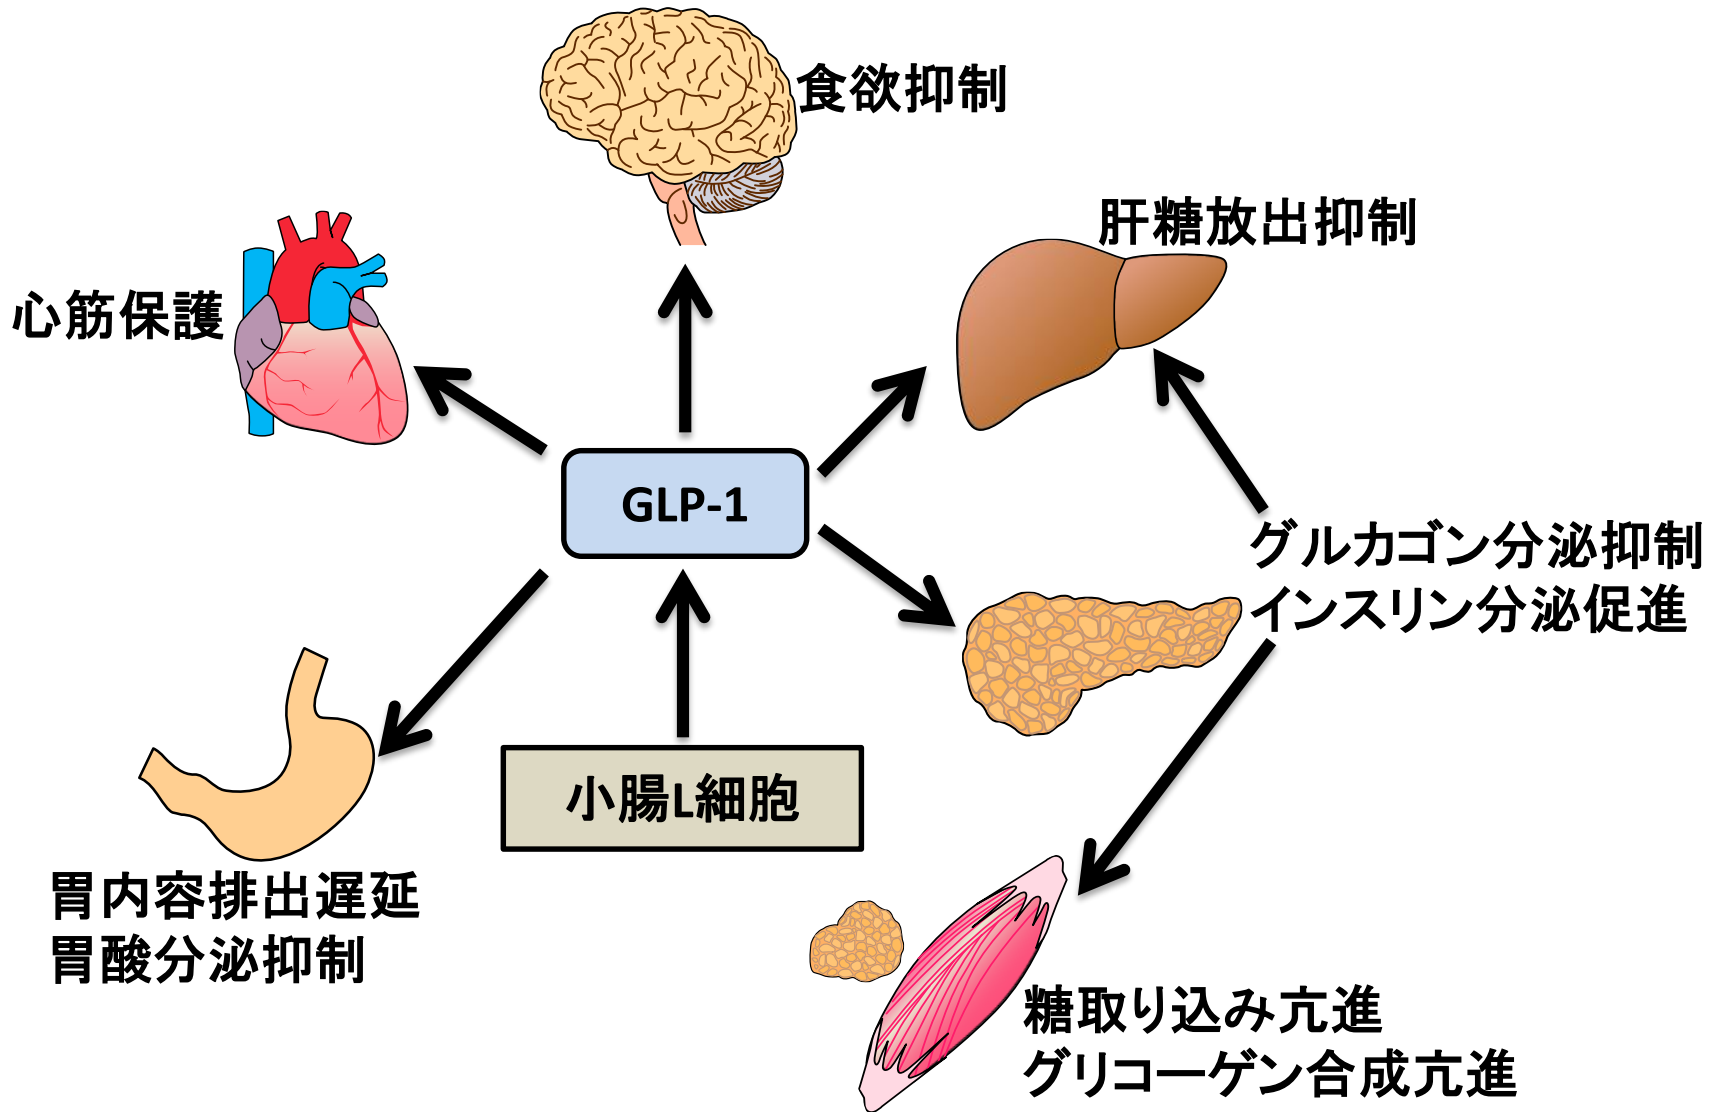 食欲抑制
肝糖放出抑制
心筋保護
GLP-1
グルカゴン分泌抑制
インスリン分泌促進
小腸L細胞
胃内容排出遅延
胃酸分泌抑制
糖取り込み亢進
グリコーゲン合成亢進